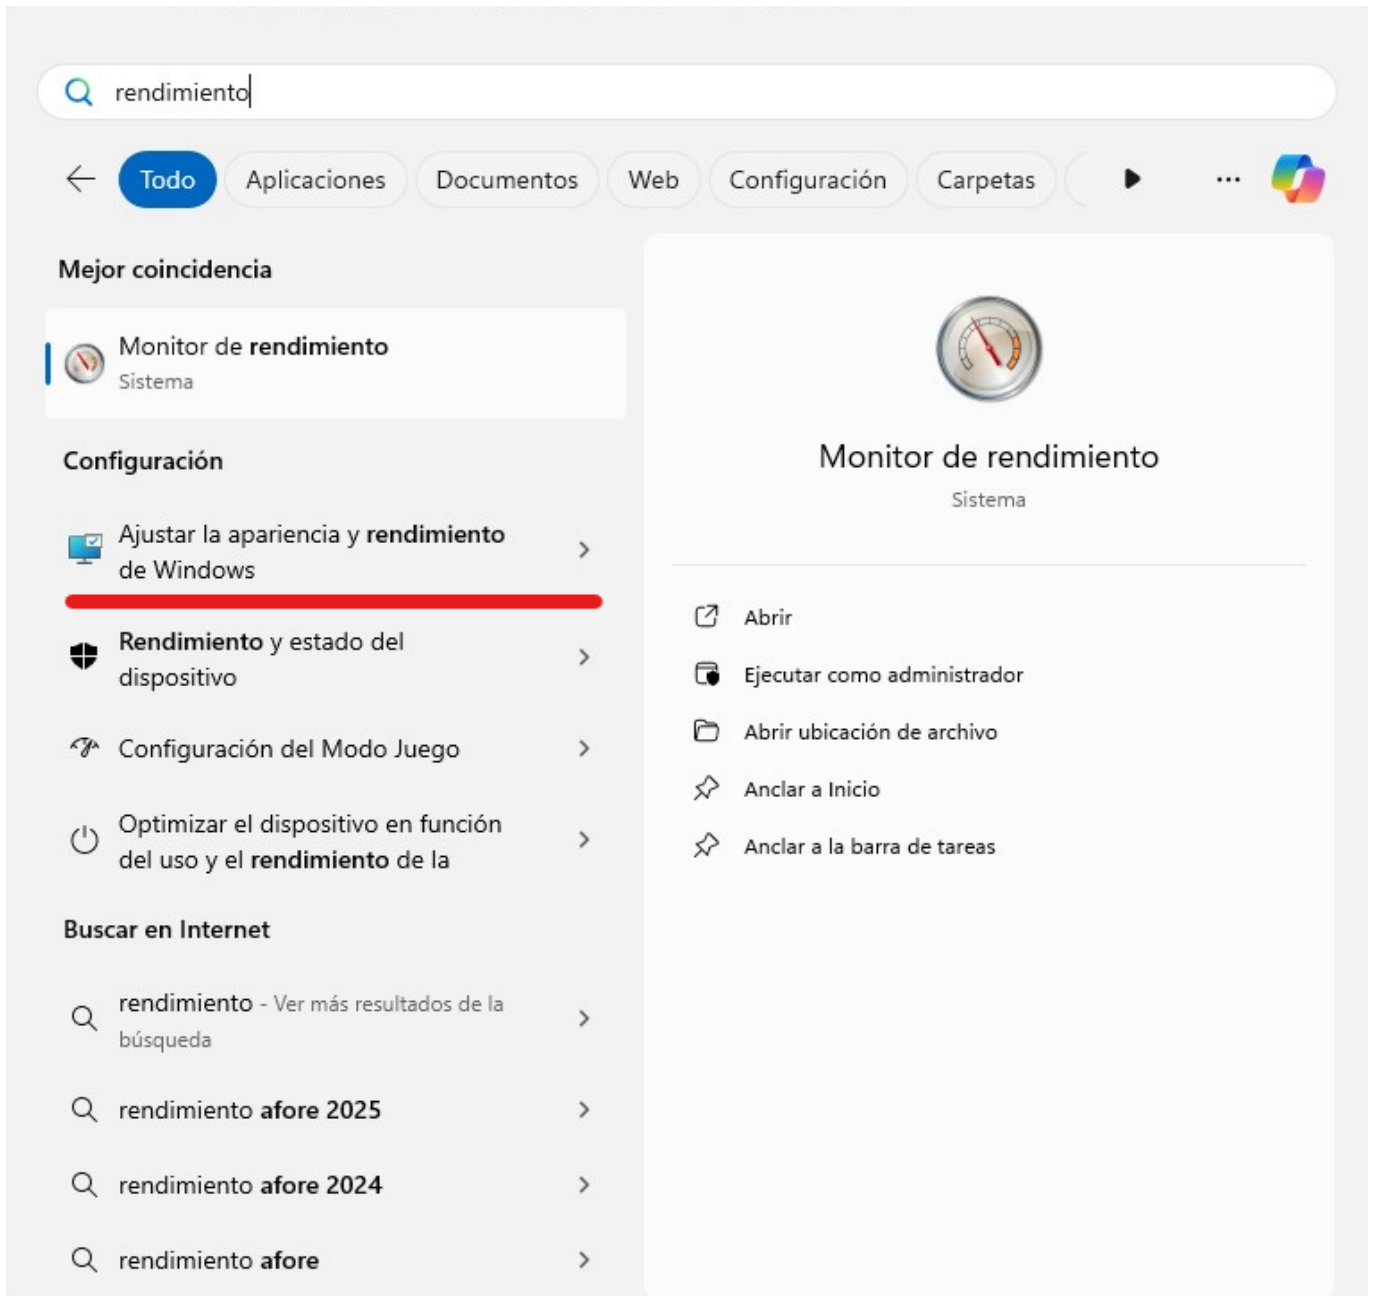 rendimiento
Todo
Aplicaciones
Documentos
Web
Configuración
Carpetas
...
Mejor coincidencia
Monitor de rendimiento
Sistema
Configuración
Ajustar la apariencia y rendimiento
de Windows
Rendimiento y estado del
dispositivo
Configuración del Modo Juego
Optimizar el dispositivo en función
del uso y el rendimiento de la
Buscar en Internet
rendimiento - Ver más resultados de la
búsqueda
rendimiento afore 2025
rendimiento afore 2024
rendimiento afore
Monitor de rendimiento
Sistema
Abrir
Ejecutar como administrador
Abrir ubicación de archivo
Anclar a Inicio
Anclar a la barra de tareas